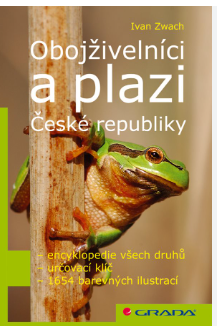 Ivan Zwach
Obojživelníci
a plazi
České republiky
– encyklopedie všech druhů
– určovací klíč
– 1654 barevných ilustrací
GRADA